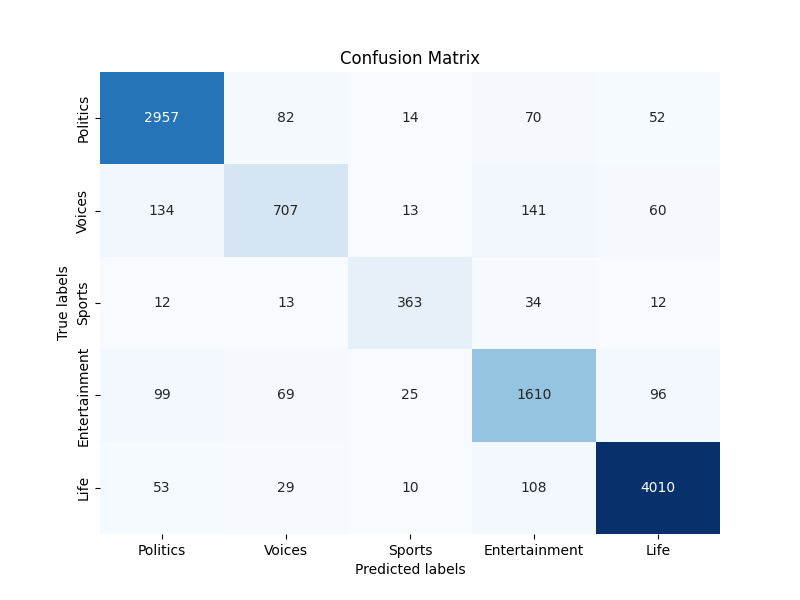 Confusion Matrix
True labels
Politics 2957 82 14 70 52
Voices 134 707 13 141 60
Sports 12 13 363 34 12
Entertainment 99 69 25 1610 96
Life 53 29 10 108 4010
Politics Voices Sports Entertainment Life
Predicted labels